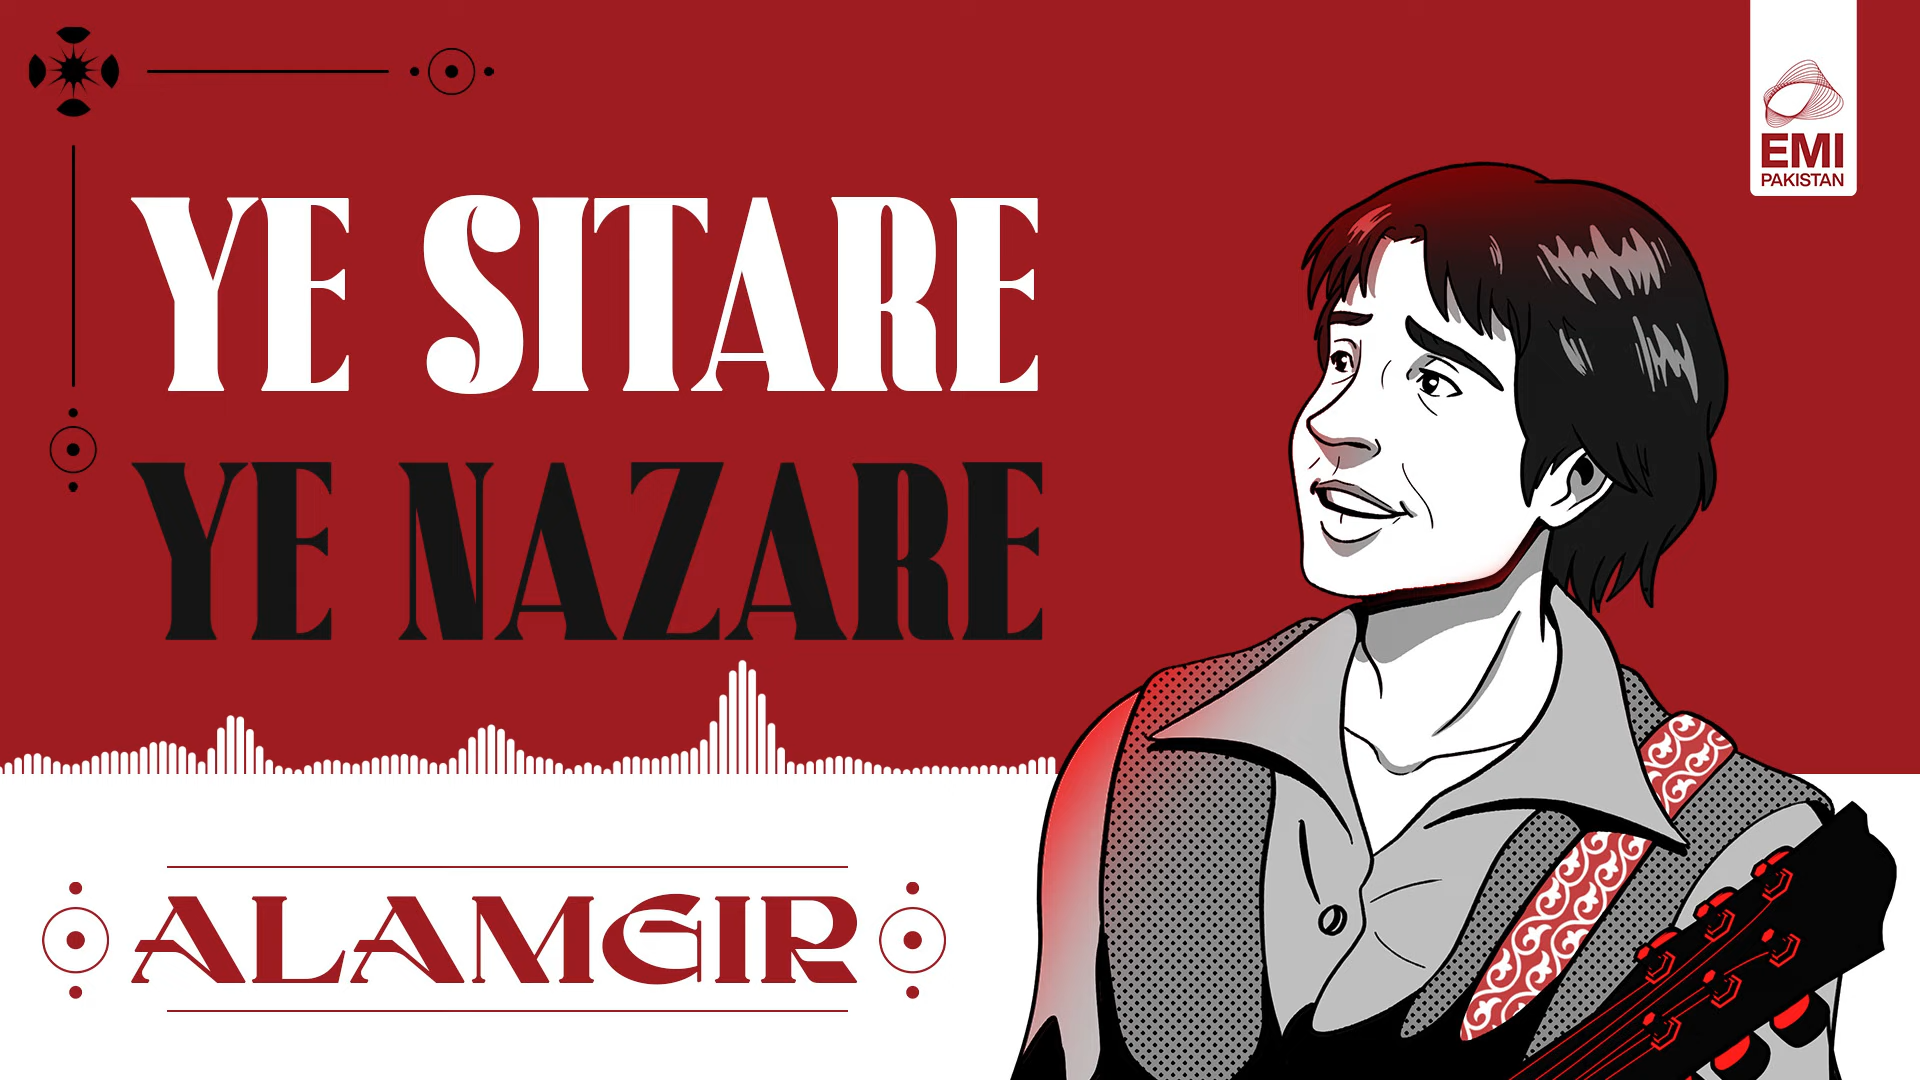 YE SITARE
YE NAZARE
ALAMGIR
EMI
PAKISTAN